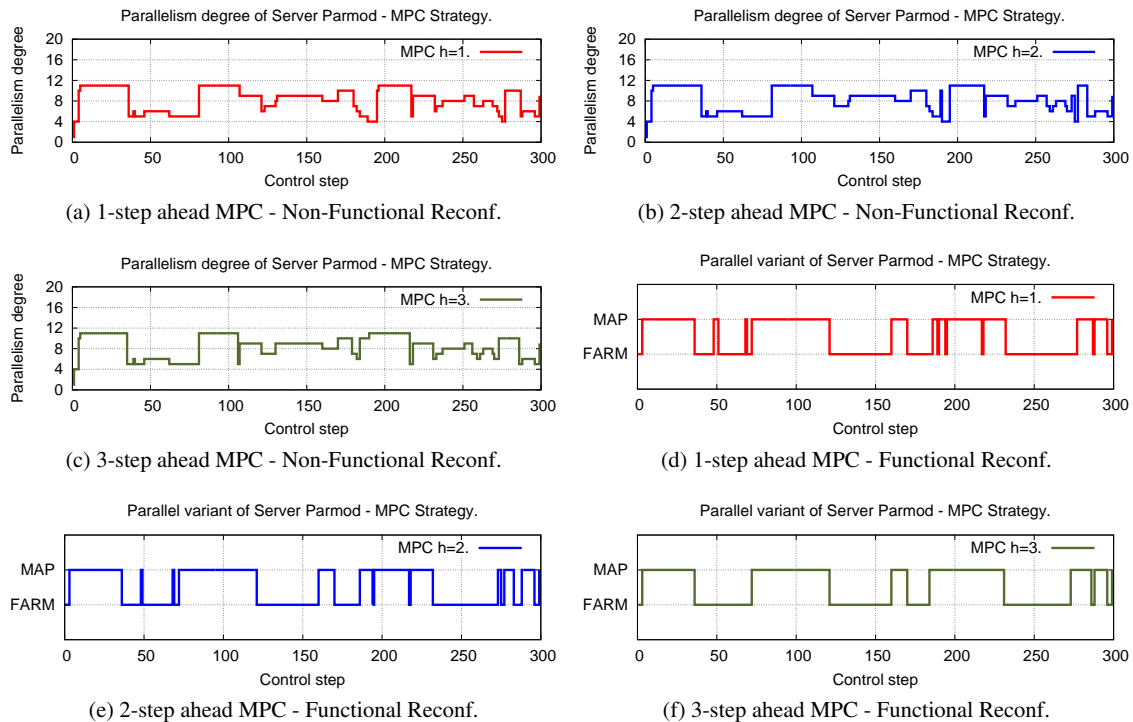 Parallelism degree of Server Parmod - MPC Strategy.
Parallelism degree
20
16
12
8
4
0
MPC h=1.
0 50 100 150 200 250 300
Control step
(a) 1-step ahead MPC - Non-Functional Reconf.
Parallelism degree of Server Parmod - MPC Strategy.
Parallelism degree
20
16
12
8
4
0
MPC h=2.
0 50 100 150 200 250 300
Control step
(b) 2-step ahead MPC - Non-Functional Reconf.
Parallelism degree of Server Parmod - MPC Strategy.
Parallelism degree
20
16
12
8
4
0
MPC h=3.
0 50 100 150 200 250 300
Control step
(c) 3-step ahead MPC - Non-Functional Reconf.
Parallel variant of Server Parmod - MPC Strategy.
MPC h=1.
MAP
FARM
0 50 100 150 200 250 300
Control step
(d) 1-step ahead MPC - Functional Reconf.
Parallel variant of Server Parmod - MPC Strategy.
MPC h=2.
MAP
FARM
0 50 100 150 200 250 300
Control step
(e) 2-step ahead MPC - Functional Reconf.
Parallel variant of Server Parmod - MPC Strategy.
MPC h=3.
MAP
FARM
0 50 100 150 200 250 300
Control step
(f) 3-step ahead MPC - Functional Reconf.